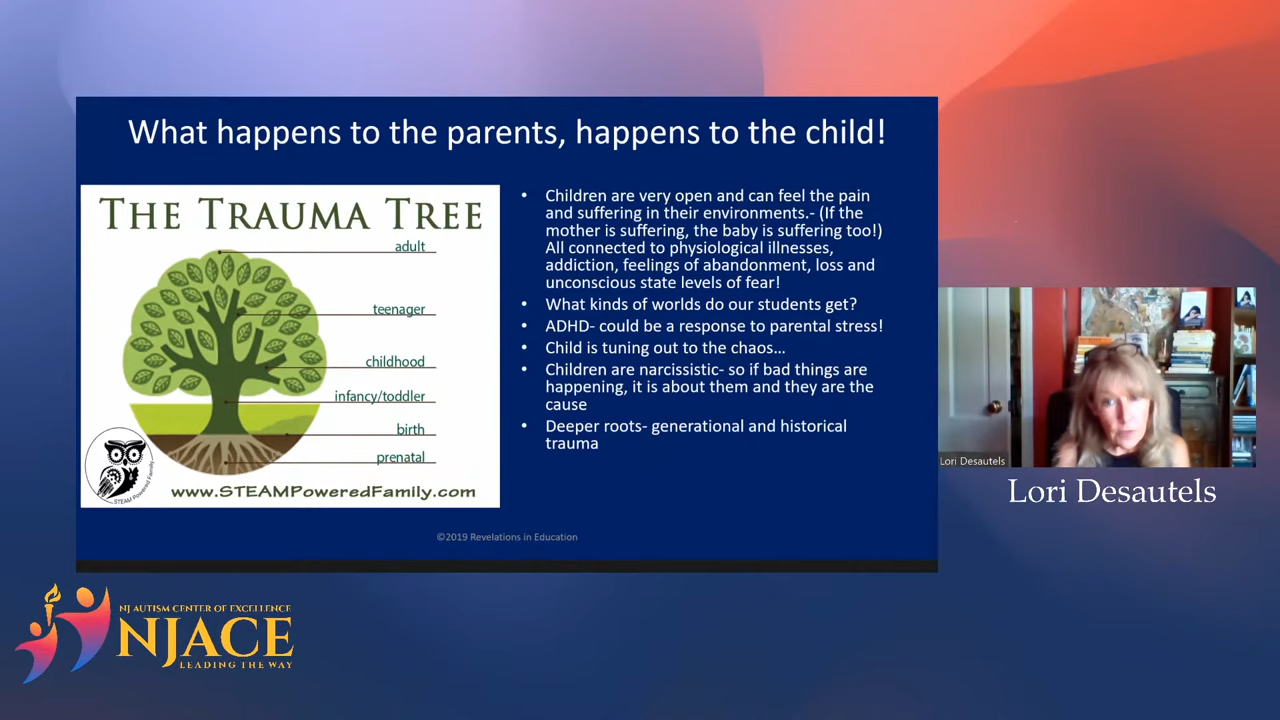 What happens to the parents, happens to the child!
THE TRAUMA TREE
adult
teenager
childhood
infancy/toddler
birth
prenatal
STEAM Powered Family
www.STEAMPoweredFamily.com
• Children are very open and can feel the pain
and suffering in their environments.- (If the
mother is suffering, the baby is suffering too!)
All connected to physiological illnesses,
addiction, feelings of abandonment, loss and
unconscious state levels of fear!
• What kinds of worlds do our students get?
• ADHD- could be a response to parental stress!
• Child is tuning out to the chaos...
• Children are narcissistic- so if bad things are
happening, it is about them and they are the
cause
• Deeper roots- generational and historical
trauma
©2019 Revelations in Education
Lori Desautels
Lori Desautels
NJ AUTISM CENTER OF EXCELLENCE
NJACE
LEADING THE WAY